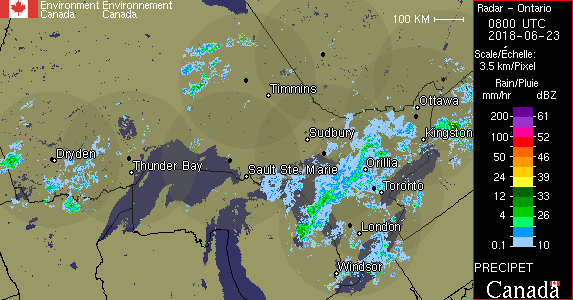 Environment Environnement
Canada Canada
100 KM
Timmins
Ottawa
Kingston
Sudbury
Dryden
Thunder Bay
Sault Ste. Marie
Orillia
Toronto
London
Windsor
Radar - Ontario
0800 UTC
2018-06-23
Scale/Échelle:
3.5 km/Pixel
Rain/Pluie
mm/hr dBZ
200 61
100 52
50 46
24 39
12 33
4 26
0.1 10
PRECIPET
Canada